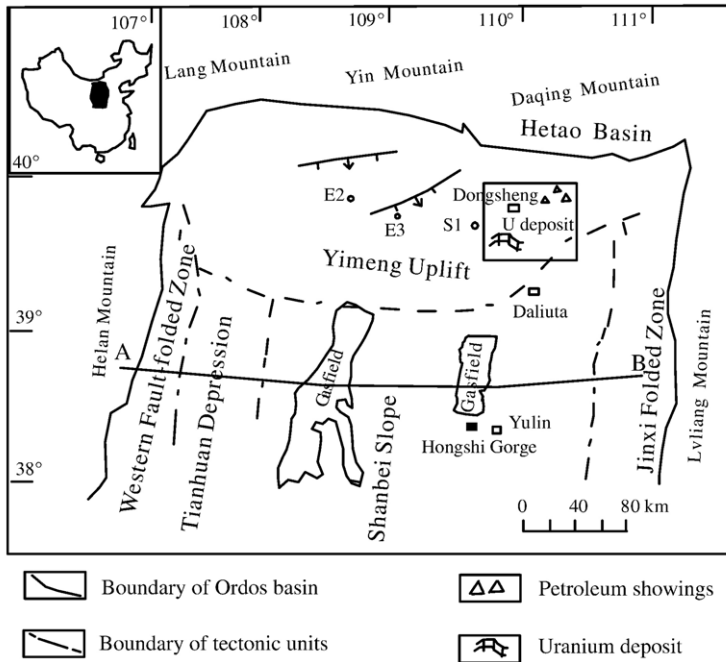 107°
108°
109°
110°
111°
Lang Mountain
Yin Mountain
Daqing Mountain
Hetao Basin
40°
E2
E3
S1
Dongsheng
U deposit
Yimeng Uplift
Daliuta
39°
Helan Mountain
A
B
Western Fault-folded Zone
Tianhuan Depression
Gasfield
Shanbei Slope
Gasfield
Yulin
Hongshi Gorge
Jinxi Folded Zone
Lvliang Mountain
38°
0 40 80 km
Boundary of Ordos basin
Petroleum showings
Boundary of tectonic units
Uranium deposit